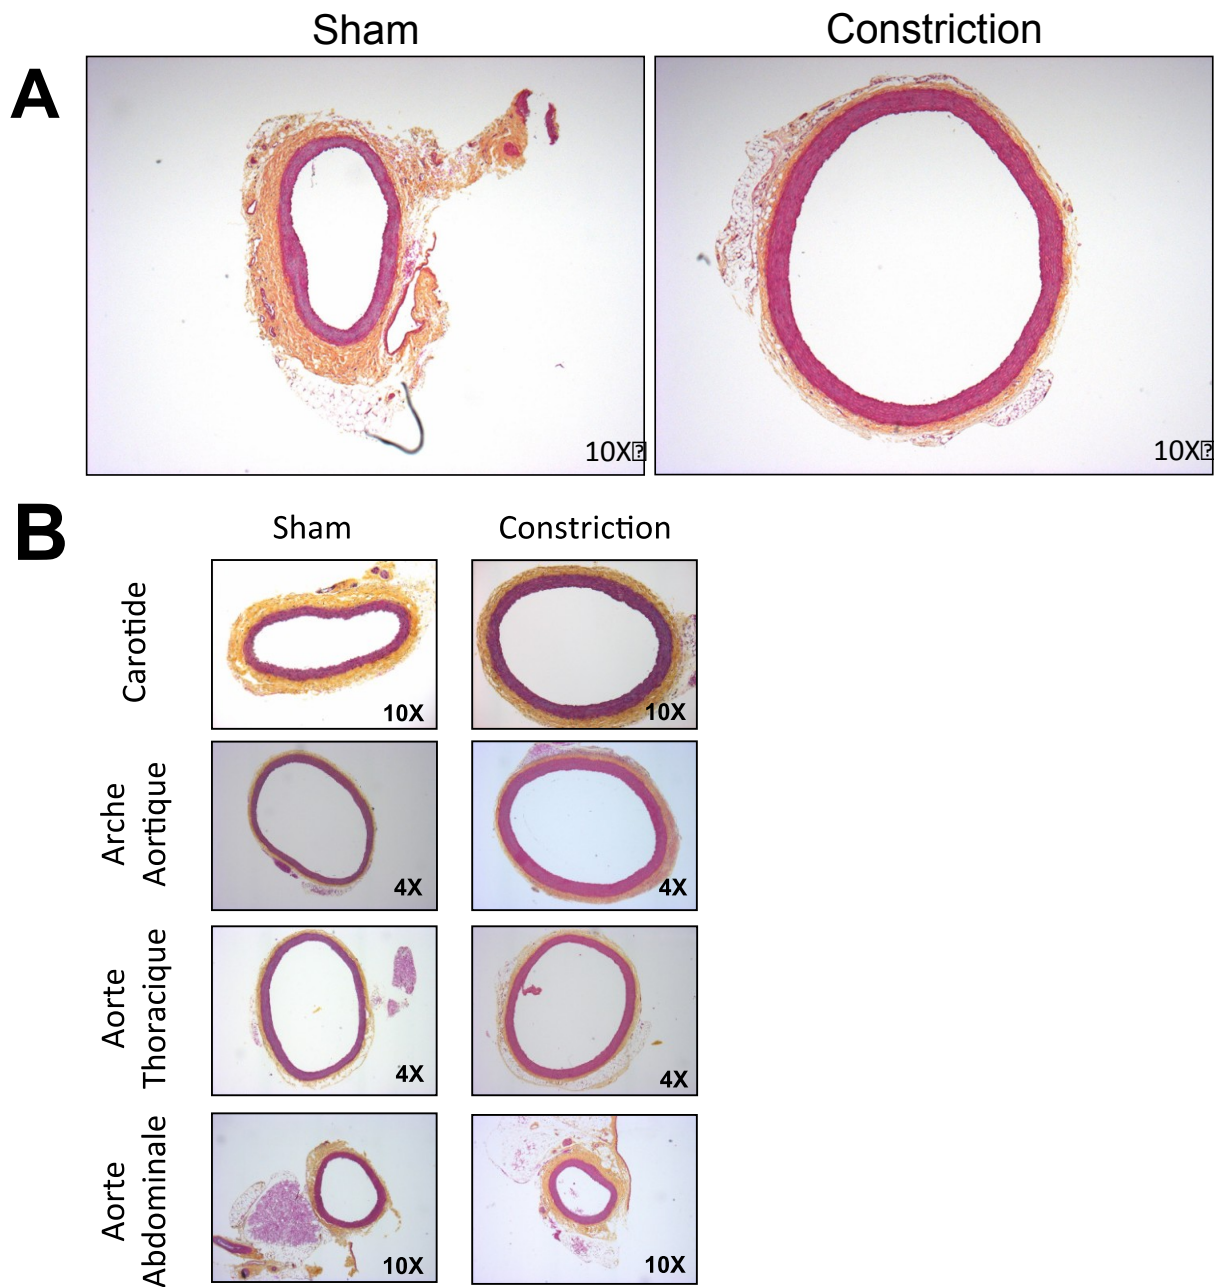 Sham Constriction
A
10X 10X
B
Sham Constriction
Carotide
10X 10X
Arche
Aortique
4X 4X
Aorte
Thoracique
4X 4X
Aorte
Abdominale
10X 10X